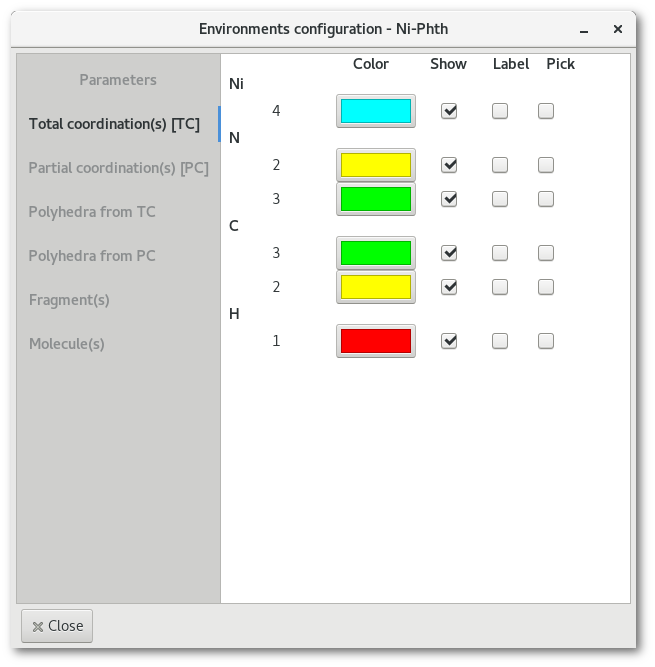 Environments configuration - Ni-Phth
Parameters
Total coordination(s) [TC]
Partial coordination(s) [PC]
Polyhedra from TC
Polyhedra from PC
Fragment(s)
Molecule(s)
Color Show Label Pick
Ni
4
N
2
3
C
3
2
H
1
Close